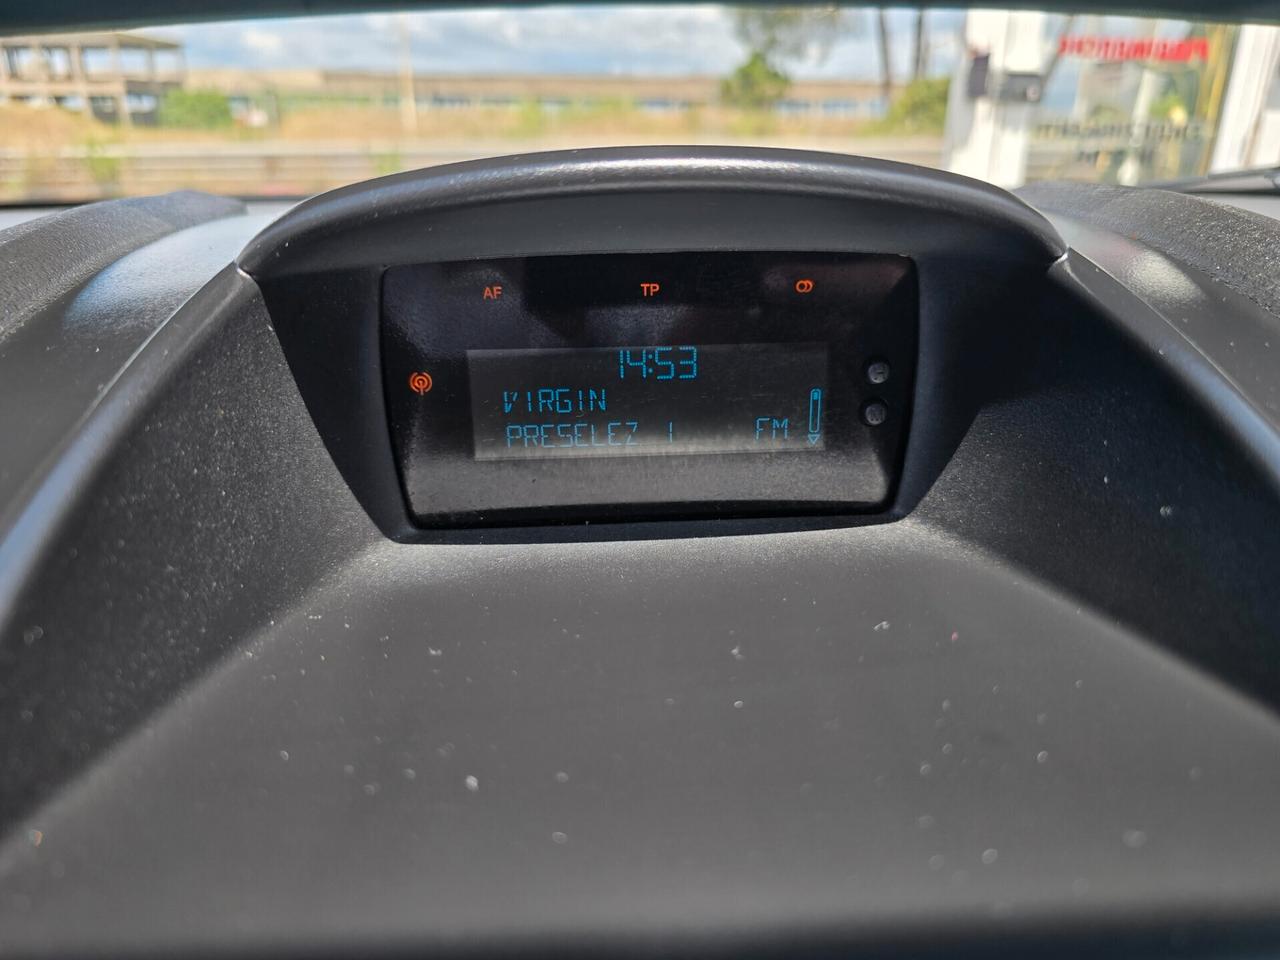 AF TP
14:53
VIRGIN
PRESELEZ 1 FM
H
M